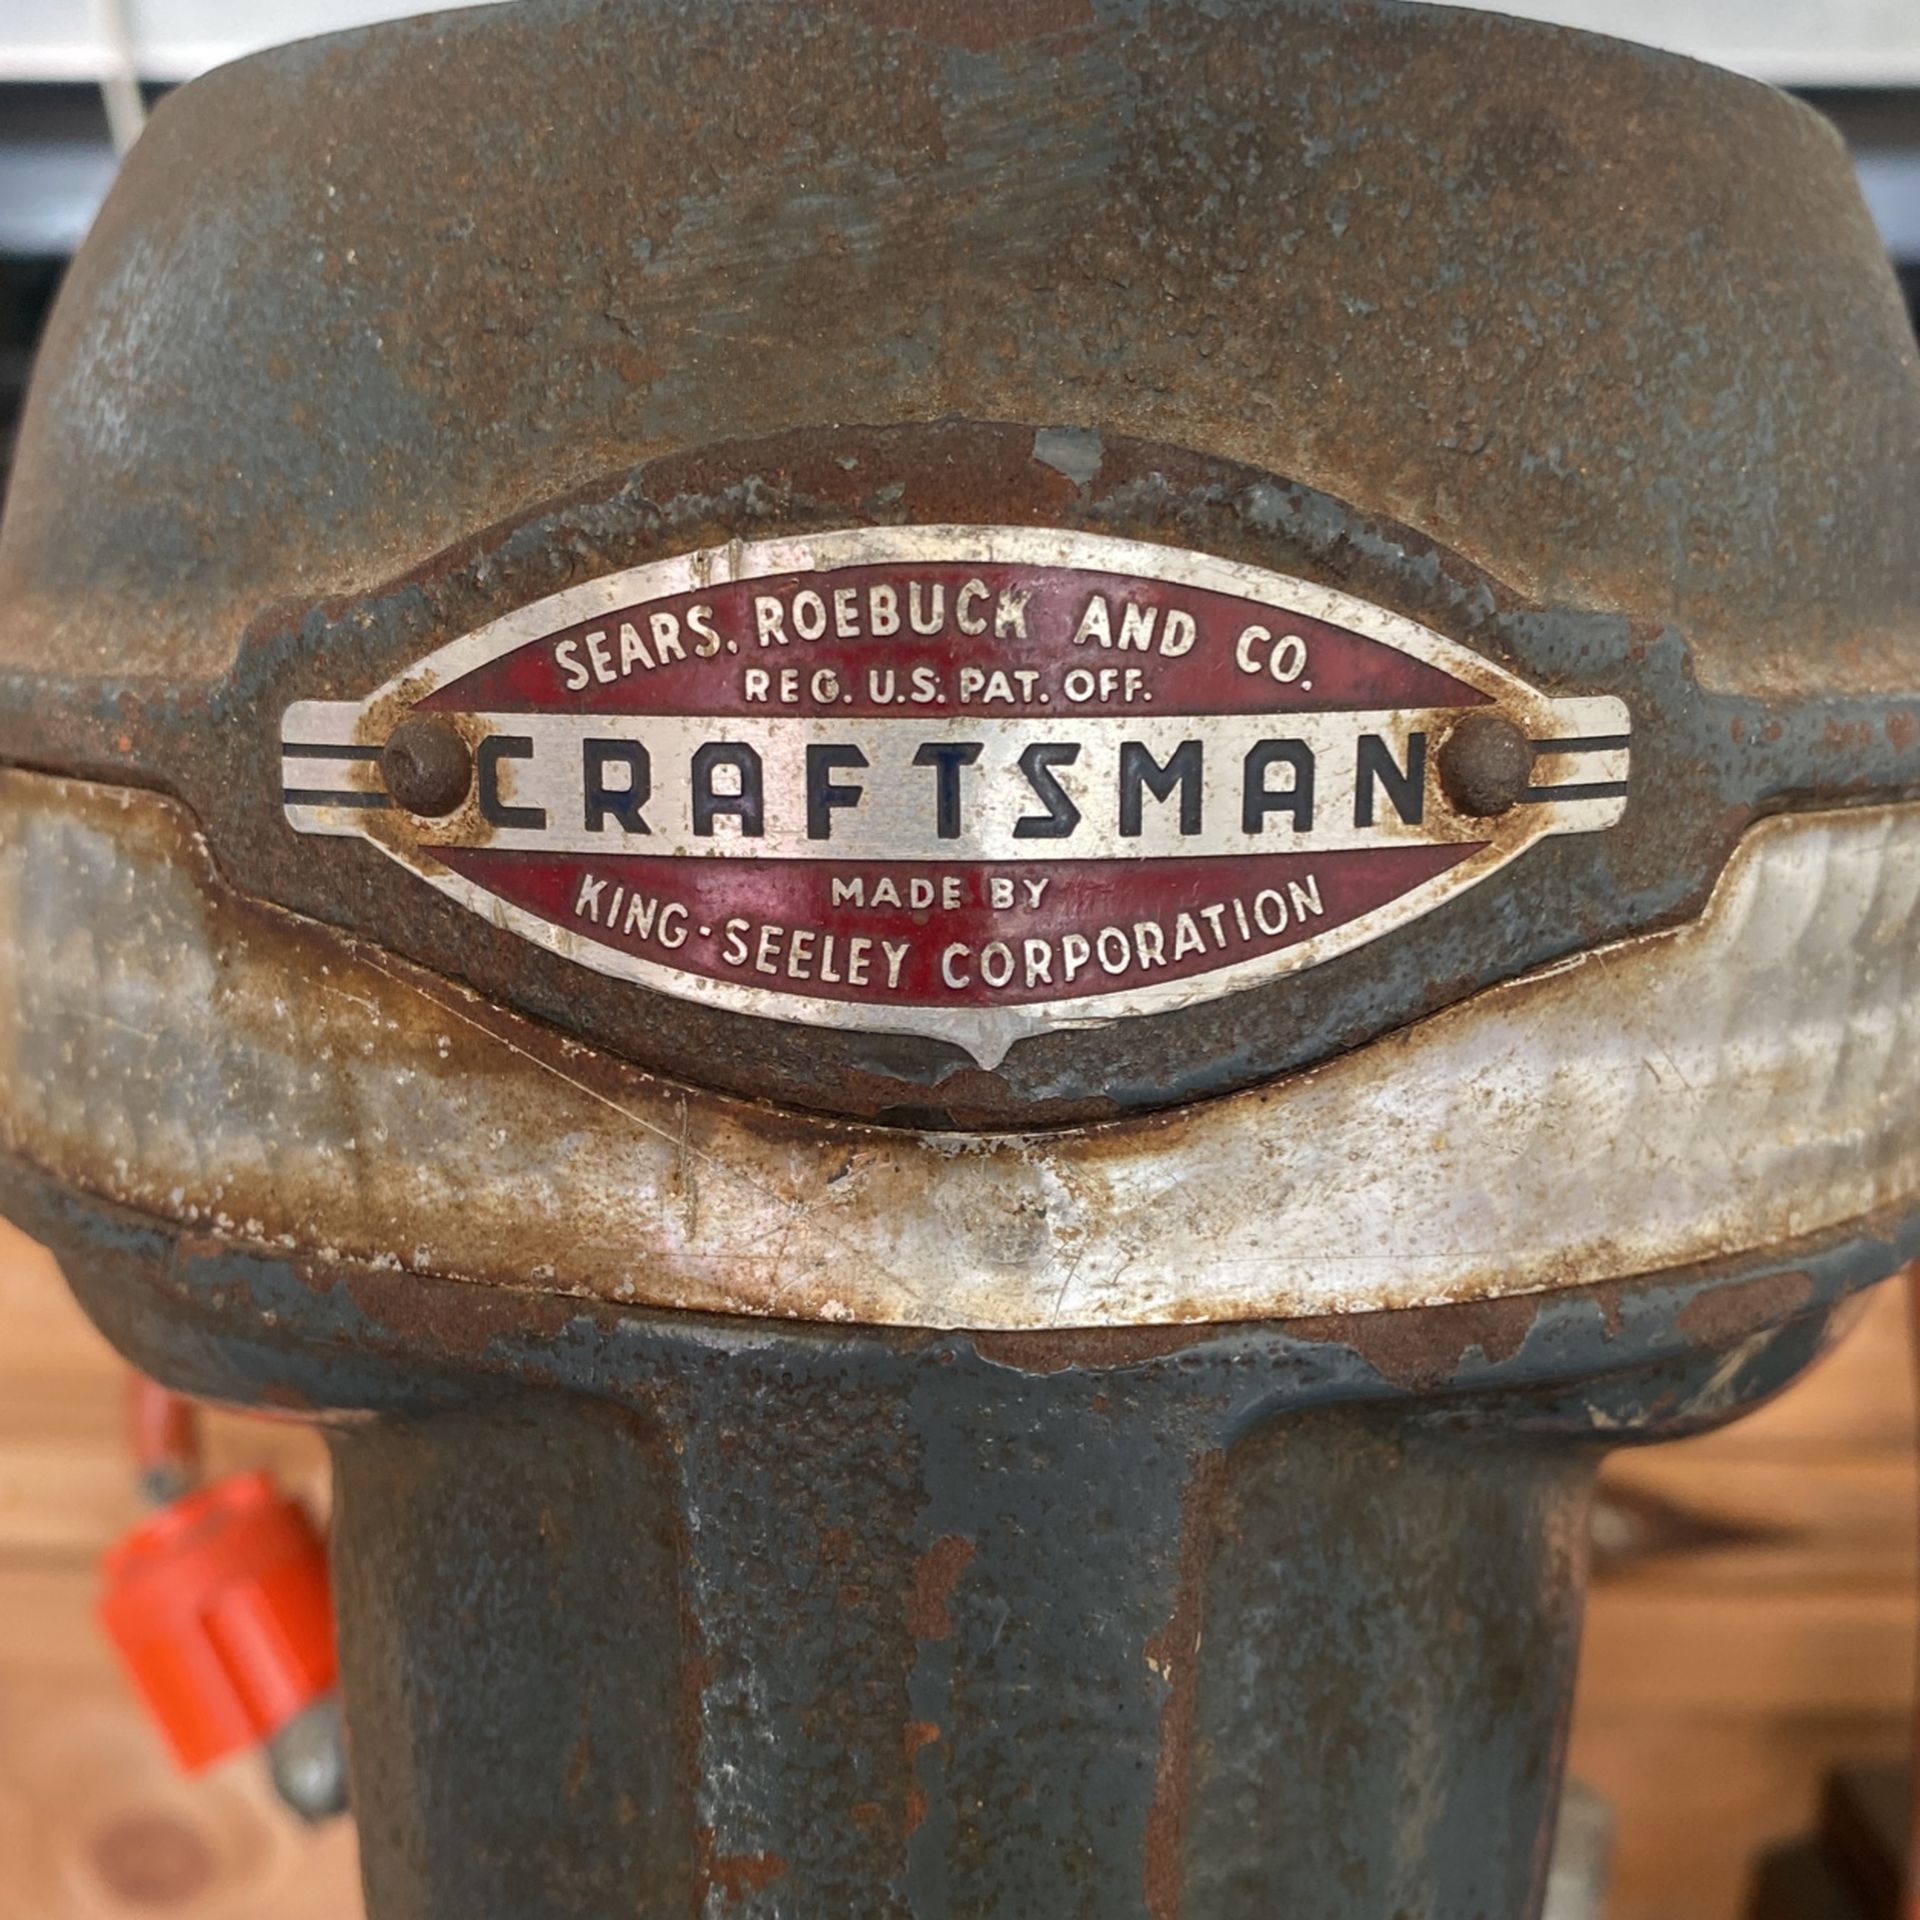 SEARS, ROEBUCK AND CO.
REG. U.S. PAT. OFF.
CRAFTSMAN
MADE BY
KING-SEELEY CORPORATION